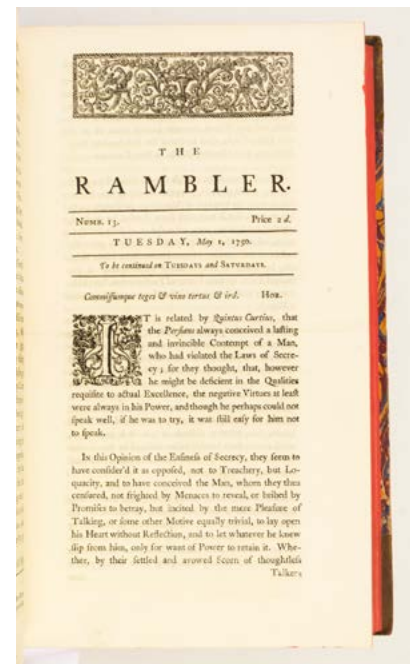 THE
RAMBLER.
NUMB. 13. Price 2 d.
TUESDAY, May 1, 1750.
To be continued on TUESDAYS and SATURDAYS.
Commissumque teges & vino tortus & irâ. HOR.
IT is related by Quintus Curtius, that
the Persians always conceived a lasting
and invincible Contempt of a Man,
who had violated the Laws of Secre-
cy; for they thought, that, however
he might be deficient in the Qualities
requisite to actual Excellence, the negative Virtues at least
were always in his Power, and though he perhaps could not
speak well, if he was to try, it was still easy for him not
to speak.
IN this Opinion of the Easiness of Secrecy, they seem to
have consider'd it as opposed, not to Treachery, but Lo-
quacity, and to have conceived the Man, whom they thus
censured, not frighted by Menaces to reveal, or bribed by
Promises to betray, but incited by the mere Pleasure of
Talking, or some other Motive equally trivial, to lay open
his Heart without Reflection, and to let whatever he knew
slip from him, only for want of Power to retain it. Whe-
ther, by their settled and avowed Scorn of thoughtless
Talkers